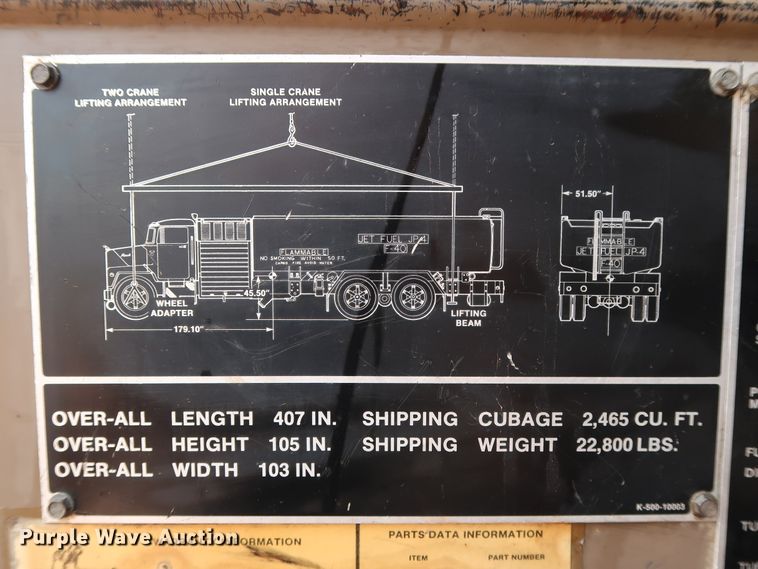 TWO CRANE
LIFTING ARRANGEMENT
SINGLE CRANE
LIFTING ARRANGEMENT
51.50"
FLAMMABLE
NO SMOKING WITHIN 50 FT.
JET FUEL JP-4
F-40
FLAMMABLE
JET FUEL JP-4
F-40
45.50"
WHEEL
ADAPTER
179.10"
LIFTING
BEAM
OVER-ALL LENGTH 407 IN. SHIPPING CUBAGE 2,465 CU. FT.
OVER-ALL HEIGHT 105 IN. SHIPPING WEIGHT 22,800 LBS.
OVER-ALL WIDTH 103 IN.
K-500-10003
Purple Wave Auction
INFORMATION
PARTS DATA INFORMATION
ITEM PART NUMBER